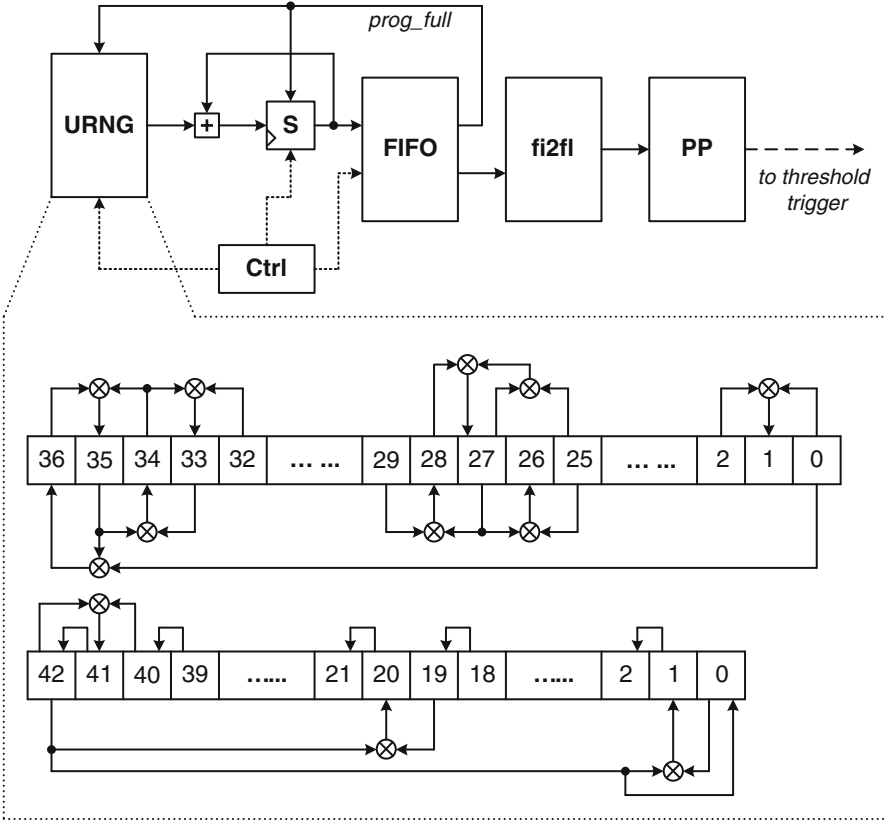 prog_full
URNG
+
S
FIFO
fi2fl
PP
to threshold
trigger
Ctrl
36 35 34 33 32 ... ... 29 28 27 26 25 ... ... 2 1 0
42 41 40 39 ...... 21 20 19 18 ...... 2 1 0